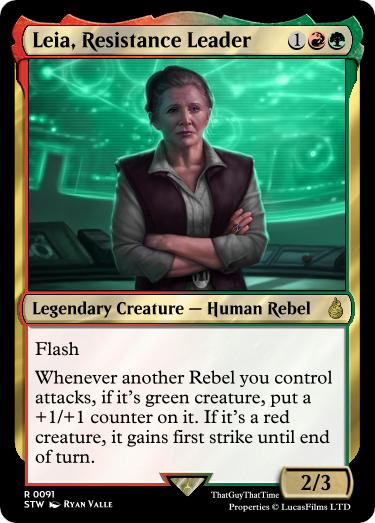 Leia, Resistance Leader 1
Legendary Creature — Human Rebel
Flash
Whenever another Rebel you control
attacks, if it's green creature, put a
+1/+1 counter on it. If it's a red
creature, it gains first strike until end
of turn.
2/3
R 0091 ThatGuyThatTime
STW Ryan Valle Properties © LucasFilms LTD